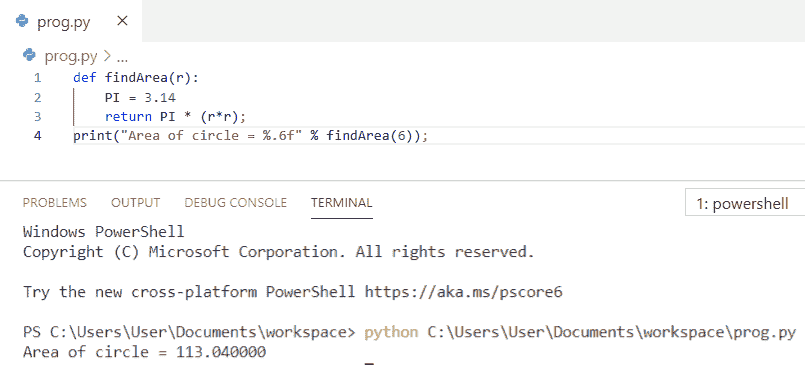 prog.py ×
prog.py > ...
1 def findArea(r):
2     PI = 3.14
3     return PI * (r*r);
4 print("Area of circle = %.6f" % findArea(6));
PROBLEMS OUTPUT DEBUG CONSOLE TERMINAL 1: powershell
Windows PowerShell
Copyright (C) Microsoft Corporation. All rights reserved.
Try the new cross-platform PowerShell https://aka.ms/pscore6
PS C:\Users\User\Documents\workspace> python C:\Users\User\Documents\workspace\prog.py
Area of circle = 113.040000